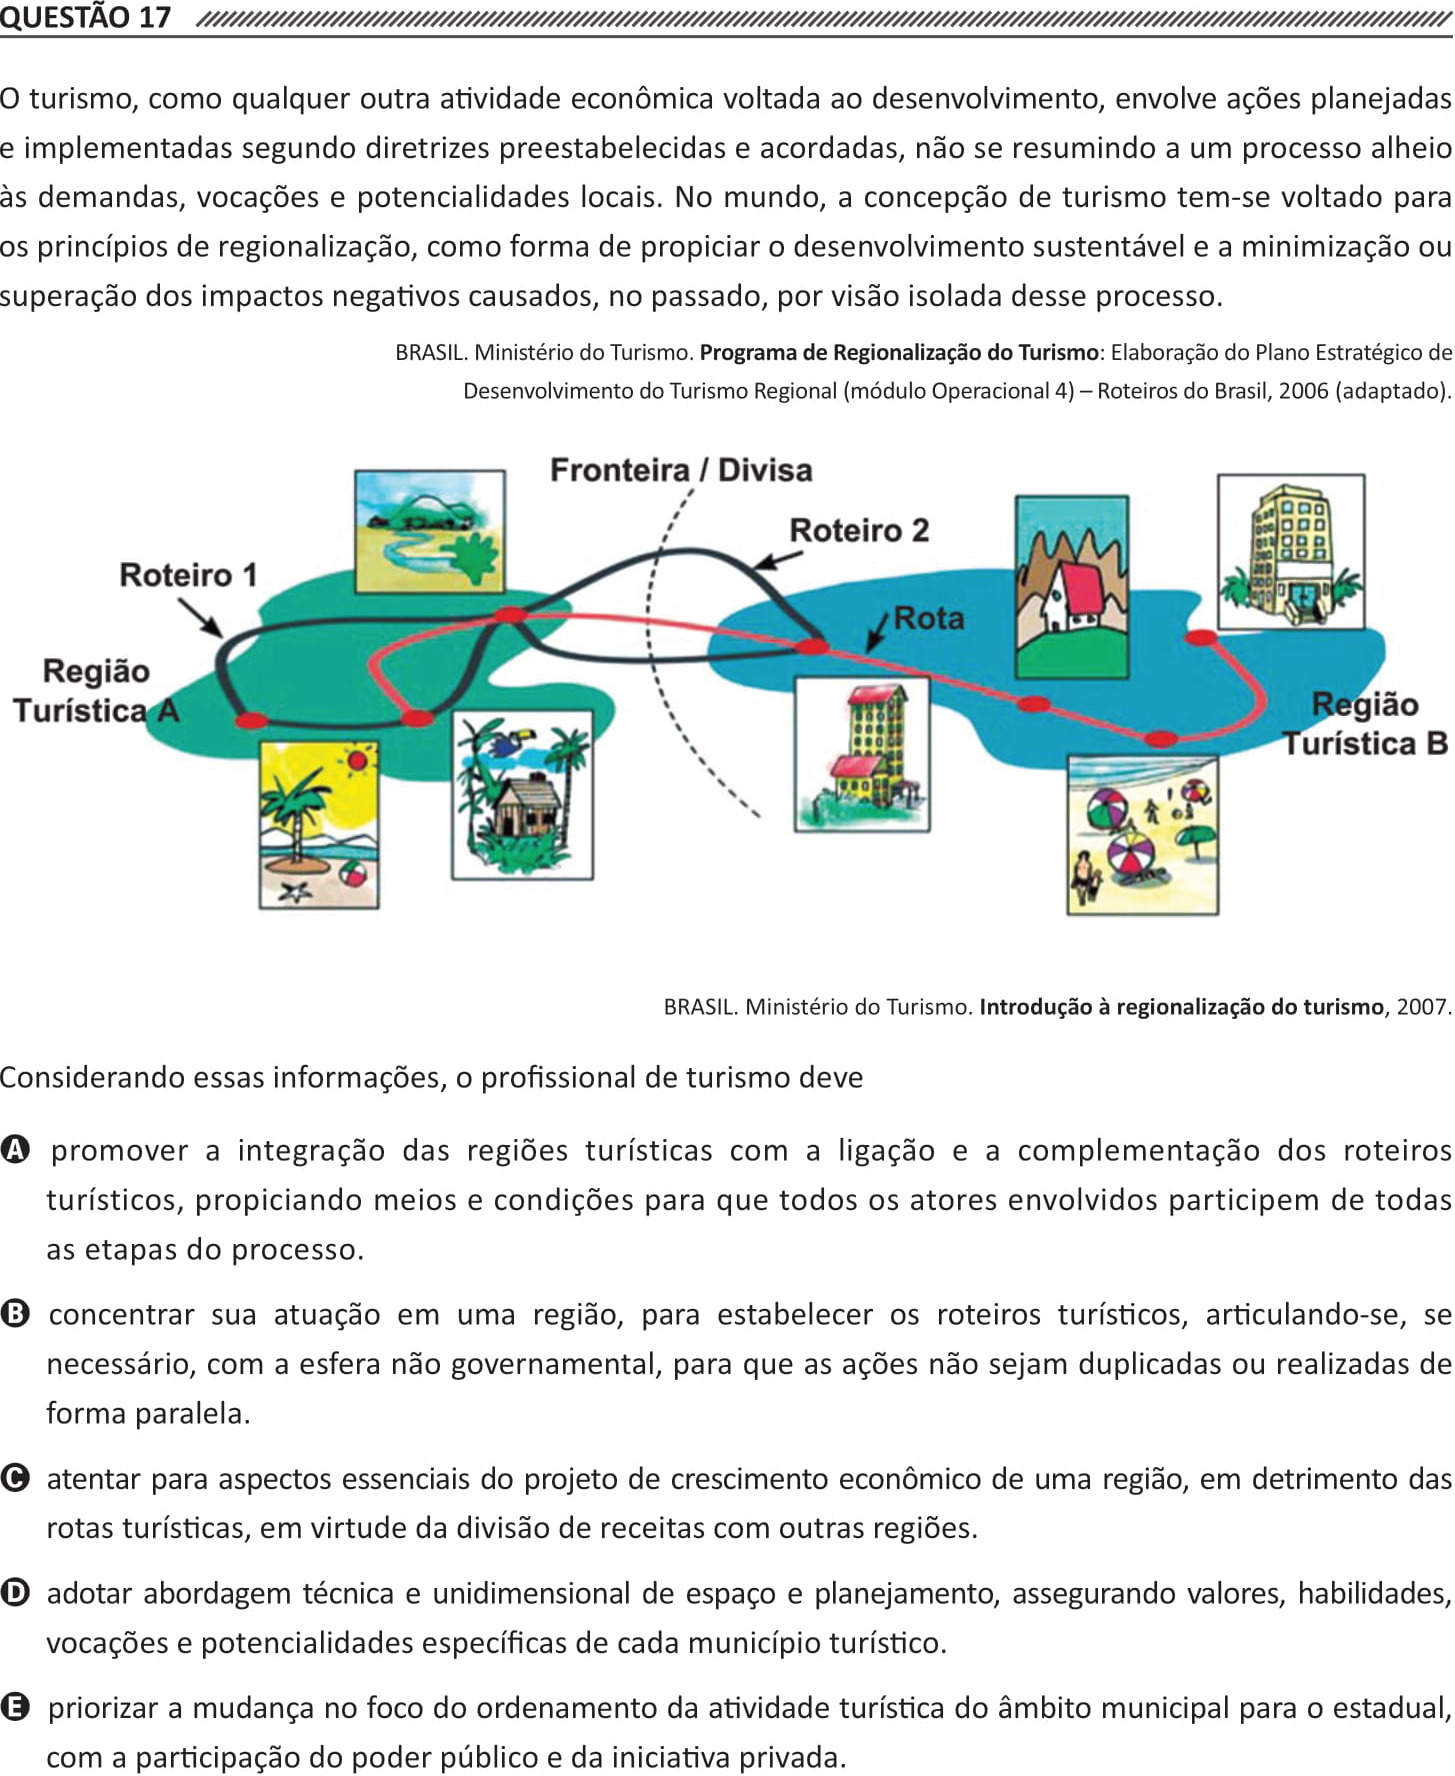 QUESTÃO 17
O turismo, como qualquer outra atividade econômica voltada ao desenvolvimento, envolve ações planejadas
e implementadas segundo diretrizes preestabelecidas e acordadas, não se resumindo a um processo alheio
às demandas, vocações e potencialidades locais. No mundo, a concepção de turismo tem-se voltado para
os princípios de regionalização, como forma de propiciar o desenvolvimento sustentável e a minimização ou
superação dos impactos negativos causados, no passado, por visão isolada desse processo.
BRASIL. Ministério do Turismo. Programa de Regionalização do Turismo: Elaboração do Plano Estratégico de
Desenvolvimento do Turismo Regional (módulo Operacional 4) – Roteiros do Brasil, 2006 (adaptado).
Fronteira / Divisa
Roteiro 2
Roteiro 1
Rota
Região
Turística A
Região
Turística B
BRASIL. Ministério do Turismo. Introdução à regionalização do turismo, 2007.
Considerando essas informações, o profissional de turismo deve
A promover a integração das regiões turísticas com a ligação e a complementação dos roteiros
turísticos, propiciando meios e condições para que todos os atores envolvidos participem de todas
as etapas do processo.
B concentrar sua atuação em uma região, para estabelecer os roteiros turísticos, articulando-se, se
necessário, com a esfera não governamental, para que as ações não sejam duplicadas ou realizadas de
forma paralela.
C atentar para aspectos essenciais do projeto de crescimento econômico de uma região, em detrimento das
rotas turísticas, em virtude da divisão de receitas com outras regiões.
D adotar abordagem técnica e unidimensional de espaço e planejamento, assegurando valores, habilidades,
vocações e potencialidades específicas de cada município turístico.
E priorizar a mudança no foco do ordenamento da atividade turística do âmbito municipal para o estadual,
com a participação do poder público e da iniciativa privada.